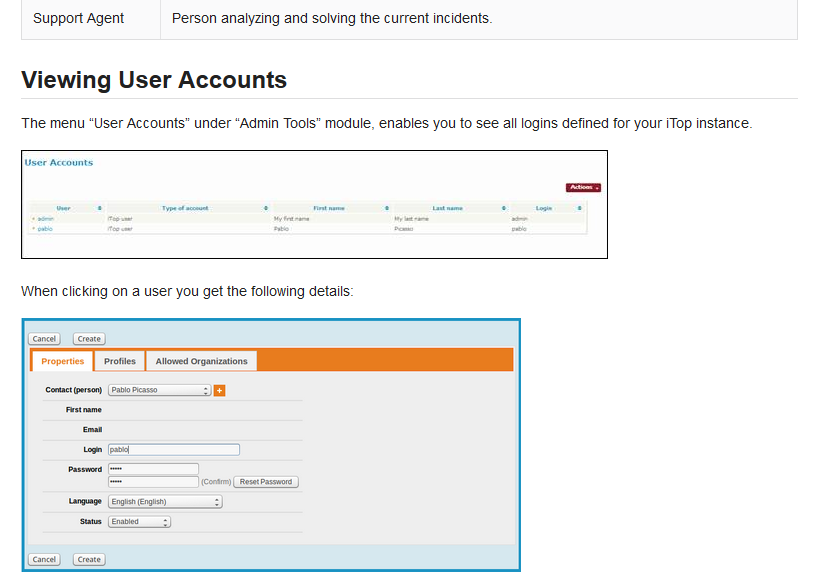 Support Agent Person analyzing and solving the current incidents.
Viewing User Accounts
The menu “User Accounts” under “Admin Tools” module, enables you to see all logins defined for your iTop instance.
User Accounts
Actions
User Type of account First name Last name Login
admin iTop user My first name My last name admin
pablo iTop user Pablo Picasso pablo
When clicking on a user you get the following details:
Cancel Create
Properties Profiles Allowed Organizations
Contact (person) Pablo Picasso +
First name
Email
Login pablo
Password •••••
••••• (Confirm) Reset Password
Language English (English)
Status Enabled
Cancel Create